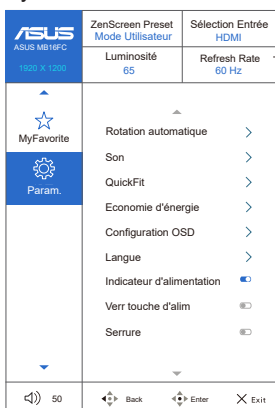 ASUS
ASUS MB16FC
1920 X 1200
ZenScreen Preset
Mode Utilisateur
Sélection Entrée
HDMI
Luminosité
65
Refresh Rate
60 Hz
MyFavorite
Param.
Rotation automatique
Son
QuickFit
Economie d'énergie
Configuration OSD
Langue
Indicateur d'alimentation
Verr touche d'alim
Serrure
50
Back
Enter
Exit